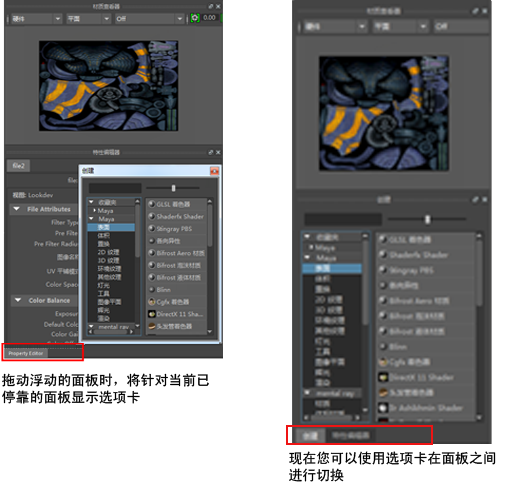 材质查看器
硬件 平面 Off 0.00
特性编辑器
file2
创建
视图: Lookdev
File Attributes
Filter Type
Pre Filter
Pre Filter Radius
图像名称
UV 平铺模式
Color Space
Color Balance
Exposure
Default Color
Color Gain
Property Editor
收藏夹
Maya
Maya
表面
体积
置换
2D 纹理
3D 纹理
环境纹理
其他纹理
灯光
工具
图像平面
辉光
渲染
mental ray
GLSL 着色器
Shaderfx Shader
Stingray PBS
各向异性
Bifrost Aero 材质
Bifrost 泡沫材质
Bifrost 液体材质
Blinn
Cgfx 着色器
DirectX 11 Sha...
头发管着色器
拖动浮动的面板时，将针对当前已
停靠的面板显示选项卡
材质查看器
硬件 平面 Off
创建
收藏夹
Maya
Maya
表面
体积
置换
2D 纹理
3D 纹理
环境纹理
其他纹理
灯光
工具
图像平面
辉光
渲染
mental ray
材质
GLSL 着色器
Shaderfx Shader
Stingray PBS
各向异性
Bifrost Aero 材质
Bifrost 泡沫材质
Bifrost 液体材质
Blinn
Cgfx 着色器
DirectX 11 Shader
头发管着色器
Dx Ashikhmin Shader
创建 特性编辑器
现在您可以使用选项卡在面板之间
进行切换